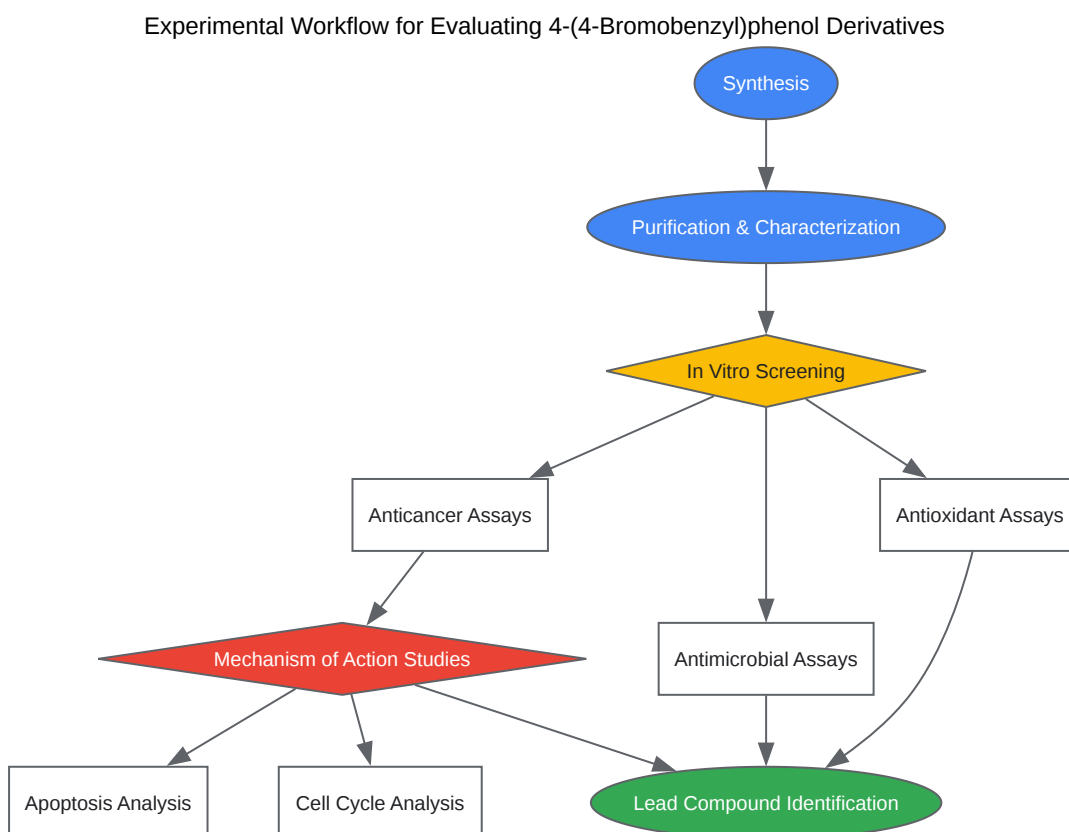 Experimental Workflow for Evaluating 4-(4-Bromobenzyl)phenol Derivatives
Synthesis
Purification & Characterization
In Vitro Screening
Anticancer Assays
Antioxidant Assays
Mechanism of Action Studies
Antimicrobial Assays
Apoptosis Analysis
Cell Cycle Analysis
Lead Compound Identification